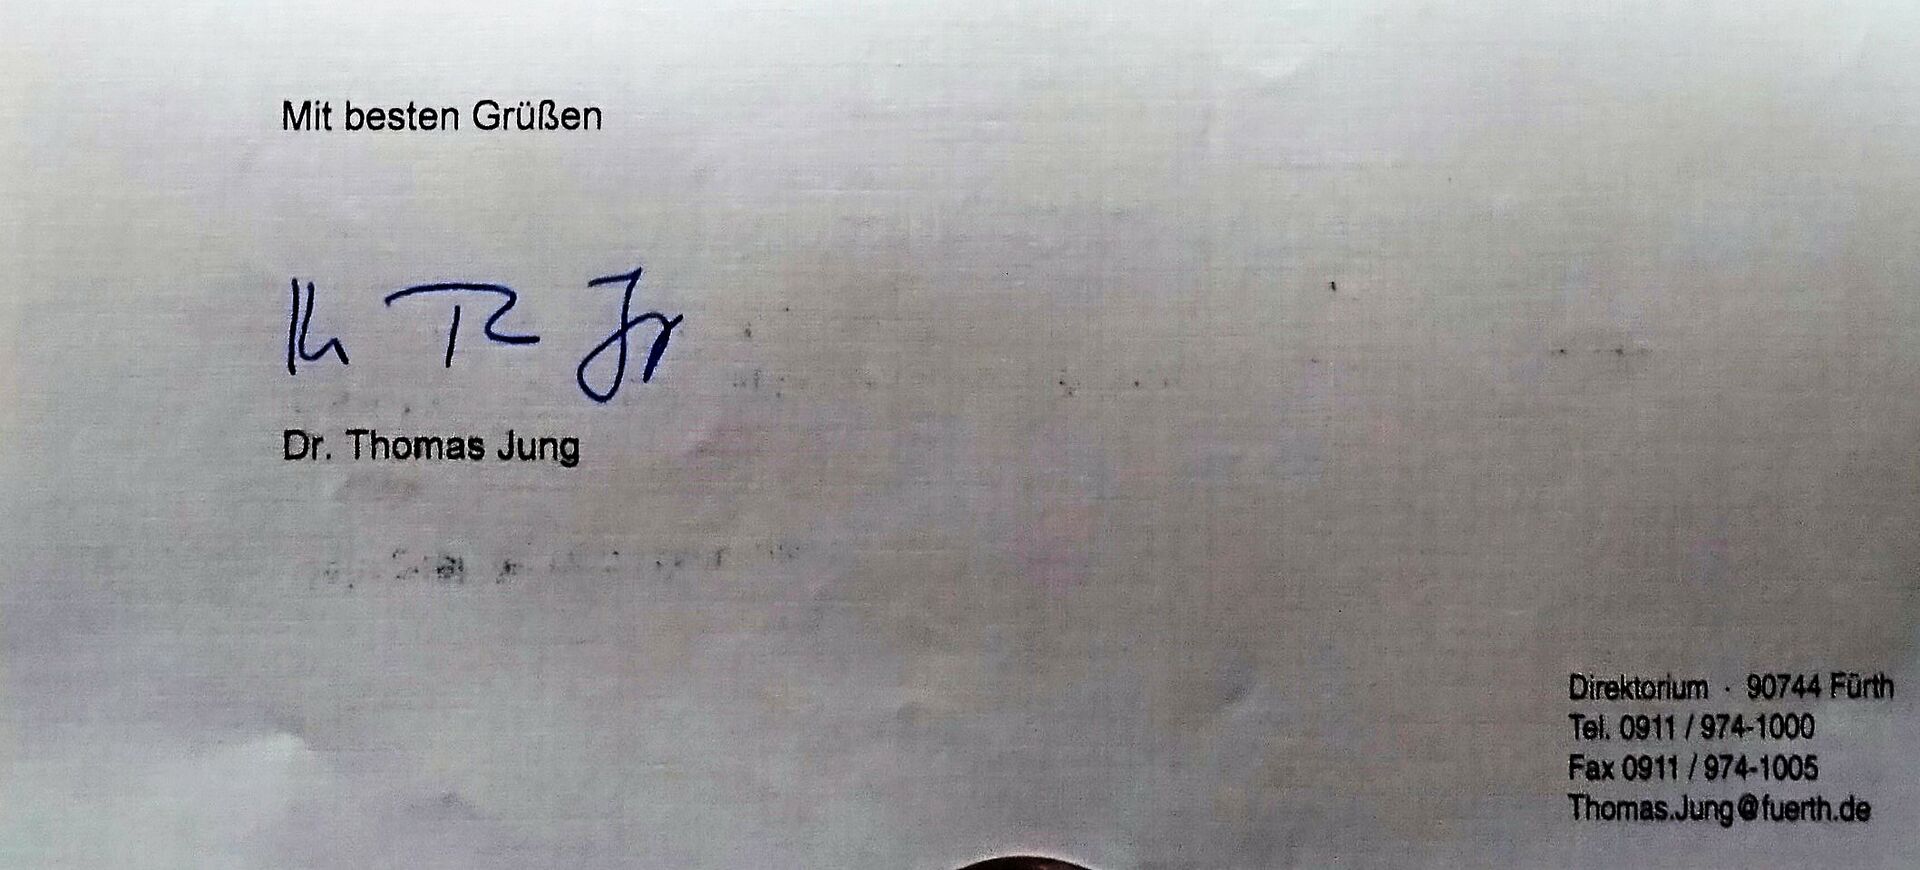 Mit besten Grüßen
Dr. Thomas Jung
Direktorium · 90744 Fürth
Tel. 0911 / 974-1000
Fax 0911 / 974-1005
Thomas.Jung@fuerth.de